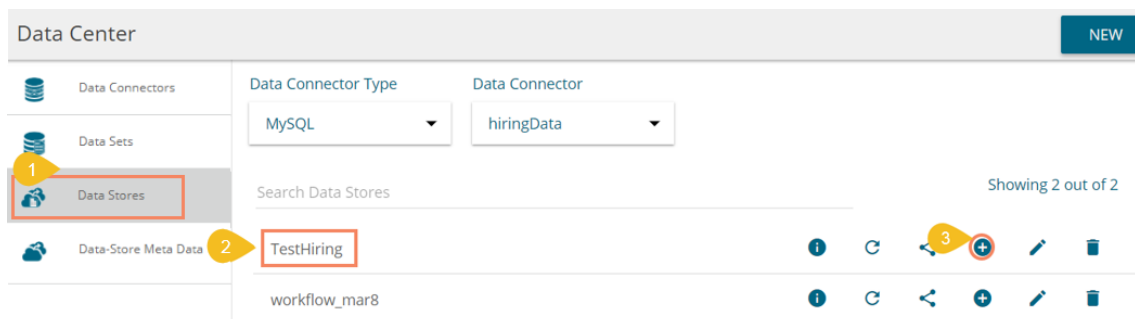 Data Center
NEW
Data Connectors
Data Sets
1
Data Stores
Data-Store Meta Data
Data Connector Type
Data Connector
MySQL
hiringData
Search Data Stores
Showing 2 out of 2
2
TestHiring
3
workflow_mar8